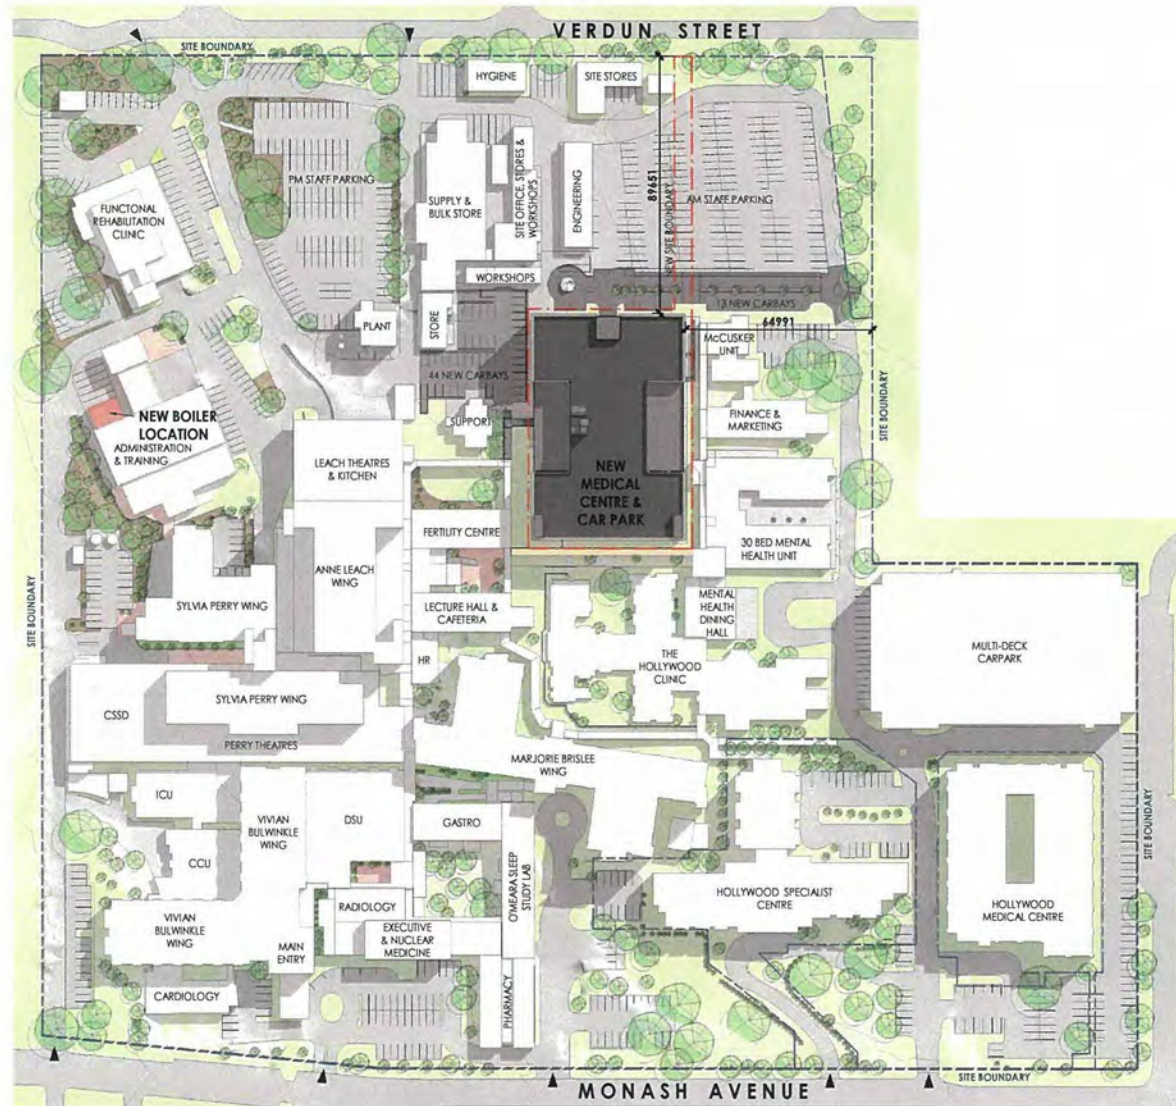 VERDUN STREET
SITE BOUNDARY
HYGIENE
SITE STORES
PM STAFF PARKING
FUNCTONAL
REHABILITATION
CLINIC
SUPPLY &
BULK STORE
SITE OFFICE, STORES &
WORKSHOPS
ENGINEERING
89651
NEW SITE BOUNDARY
AM STAFF PARKING
WORKSHOPS
13 NEW CARBAYS
64991
PLANT
STORE
McCUSKER
UNIT
44 NEW CARBAYS
SITE BOUNDARY
NEW BOILER
LOCATION
ADMINISTRATION
& TRAINING
SUPPORT
FINANCE &
MARKETING
LEACH THEATRES
& KITCHEN
NEW
MEDICAL
CENTRE &
CAR PARK
FERTILITY CENTRE
30 BED MENTAL
HEALTH UNIT
ANNE LEACH
WING
SYLVIA PERRY WING
LECTURE HALL &
CAFETERIA
MENTAL
HEALTH
DINING
HALL
SITE BOUNDARY
MULTI-DECK
CARPARK
HR
THE
HOLLYWOOD
CLINIC
CSSD
SYLVIA PERRY WING
PERRY THEATRES
MARJORIE BRISLEE
WING
ICU
VIVIAN
BULWINKLE
WING
DSU
GASTRO
SITE BOUNDARY
CCU
O'MEARA SLEEP
STUDY LAB
HOLLYWOOD SPECIALIST
CENTRE
HOLLYWOOD
MEDICAL CENTRE
RADIOLOGY
VIVIAN
BULWINKLE
WING
EXECUTIVE
& NUCLEAR
MEDICINE
MAIN
ENTRY
CARDIOLOGY
PHARMACY
SITE BOUNDARY
MONASH AVENUE